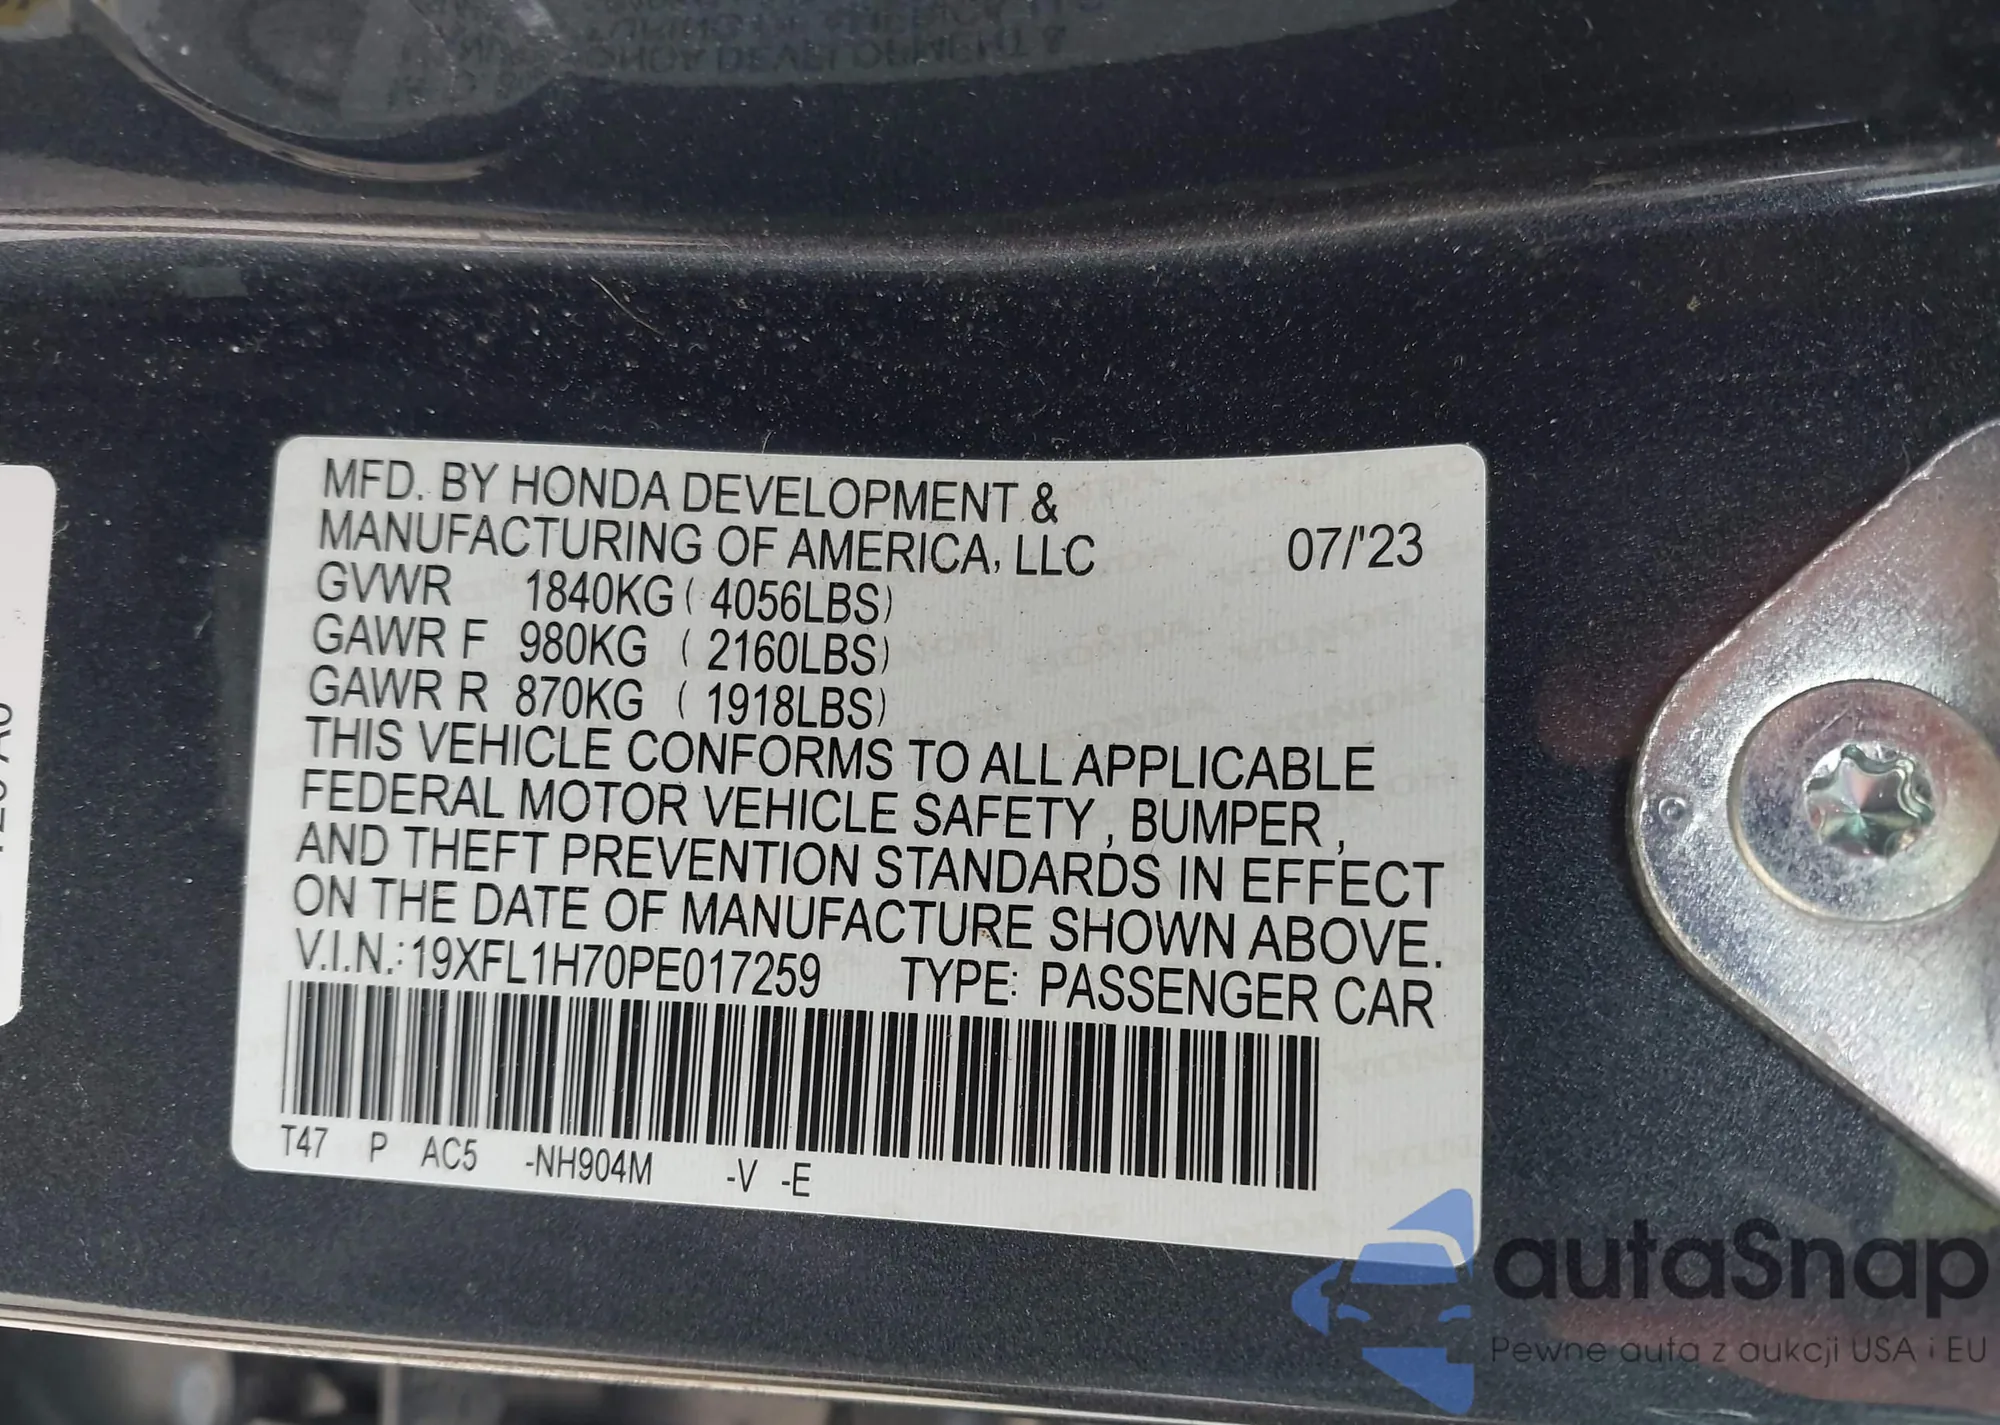 MFD. BY HONDA DEVELOPMENT &
MANUFACTURING OF AMERICA, LLC 07/'23
GVWR 1840KG ( 4056LBS)
GAWR F 980KG ( 2160LBS)
GAWR R 870KG ( 1918LBS)
THIS VEHICLE CONFORMS TO ALL APPLICABLE
FEDERAL MOTOR VEHICLE SAFETY , BUMPER ,
AND THEFT PREVENTION STANDARDS IN EFFECT
ON THE DATE OF MANUFACTURE SHOWN ABOVE.
V.I.N.: 19XFL1H70PE017259 TYPE: PASSENGER CAR
T47 P AC5 -NH904M -V -E
autaSnap
Pewne auta z aukcji USA i EU